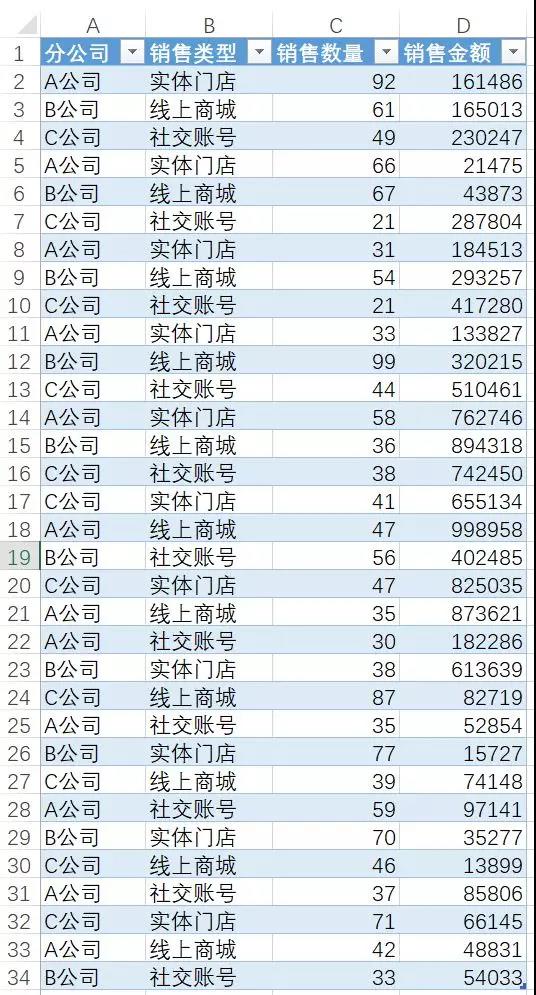 A B C D
1 分公司 销售类型 销售数量 销售金额
2 A公司 实体门店 92 161486
3 B公司 线上商城 61 165013
4 C公司 社交账号 49 230247
5 A公司 实体门店 66 21475
6 B公司 线上商城 67 43873
7 C公司 社交账号 21 287804
8 A公司 实体门店 31 184513
9 B公司 线上商城 54 293257
10 C公司 社交账号 21 417280
11 A公司 实体门店 33 133827
12 B公司 线上商城 99 320215
13 C公司 社交账号 44 510461
14 A公司 实体门店 58 762746
15 B公司 线上商城 36 894318
16 C公司 社交账号 38 742450
17 C公司 实体门店 41 655134
18 A公司 线上商城 47 998958
19 B公司 社交账号 56 402485
20 C公司 实体门店 47 825035
21 A公司 线上商城 35 873621
22 A公司 社交账号 30 182286
23 B公司 实体门店 38 613639
24 C公司 线上商城 87 82719
25 A公司 社交账号 35 52854
26 B公司 实体门店 77 15727
27 C公司 线上商城 39 74148
28 A公司 社交账号 59 97141
29 B公司 实体门店 70 35277
30 C公司 线上商城 46 13899
31 A公司 社交账号 37 85806
32 C公司 实体门店 71 66145
33 A公司 线上商城 42 48831
34 B公司 社交账号 33 54033